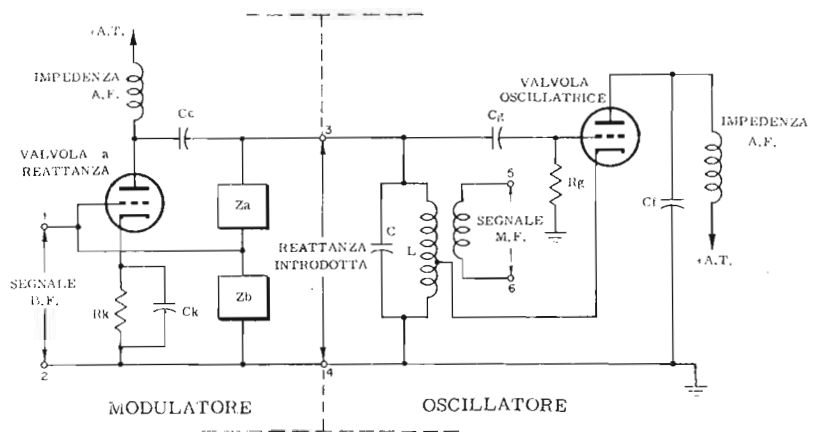 +A.T.
IMPEDENZA
A.F.
Cc
VALVOLA a
REATTANZA
1
SEGNALE
B.F.
2
Rk
Ck
Za
Zb
3
REATTANZA
INTRODOTTA
4
C
L
Cg
5
SEGNALE
M.F.
6
Rg
VALVOLA
OSCILLATRICE
Cf
IMPEDENZA
A.F.
+A.T.
MODULATORE
OSCILLATORE